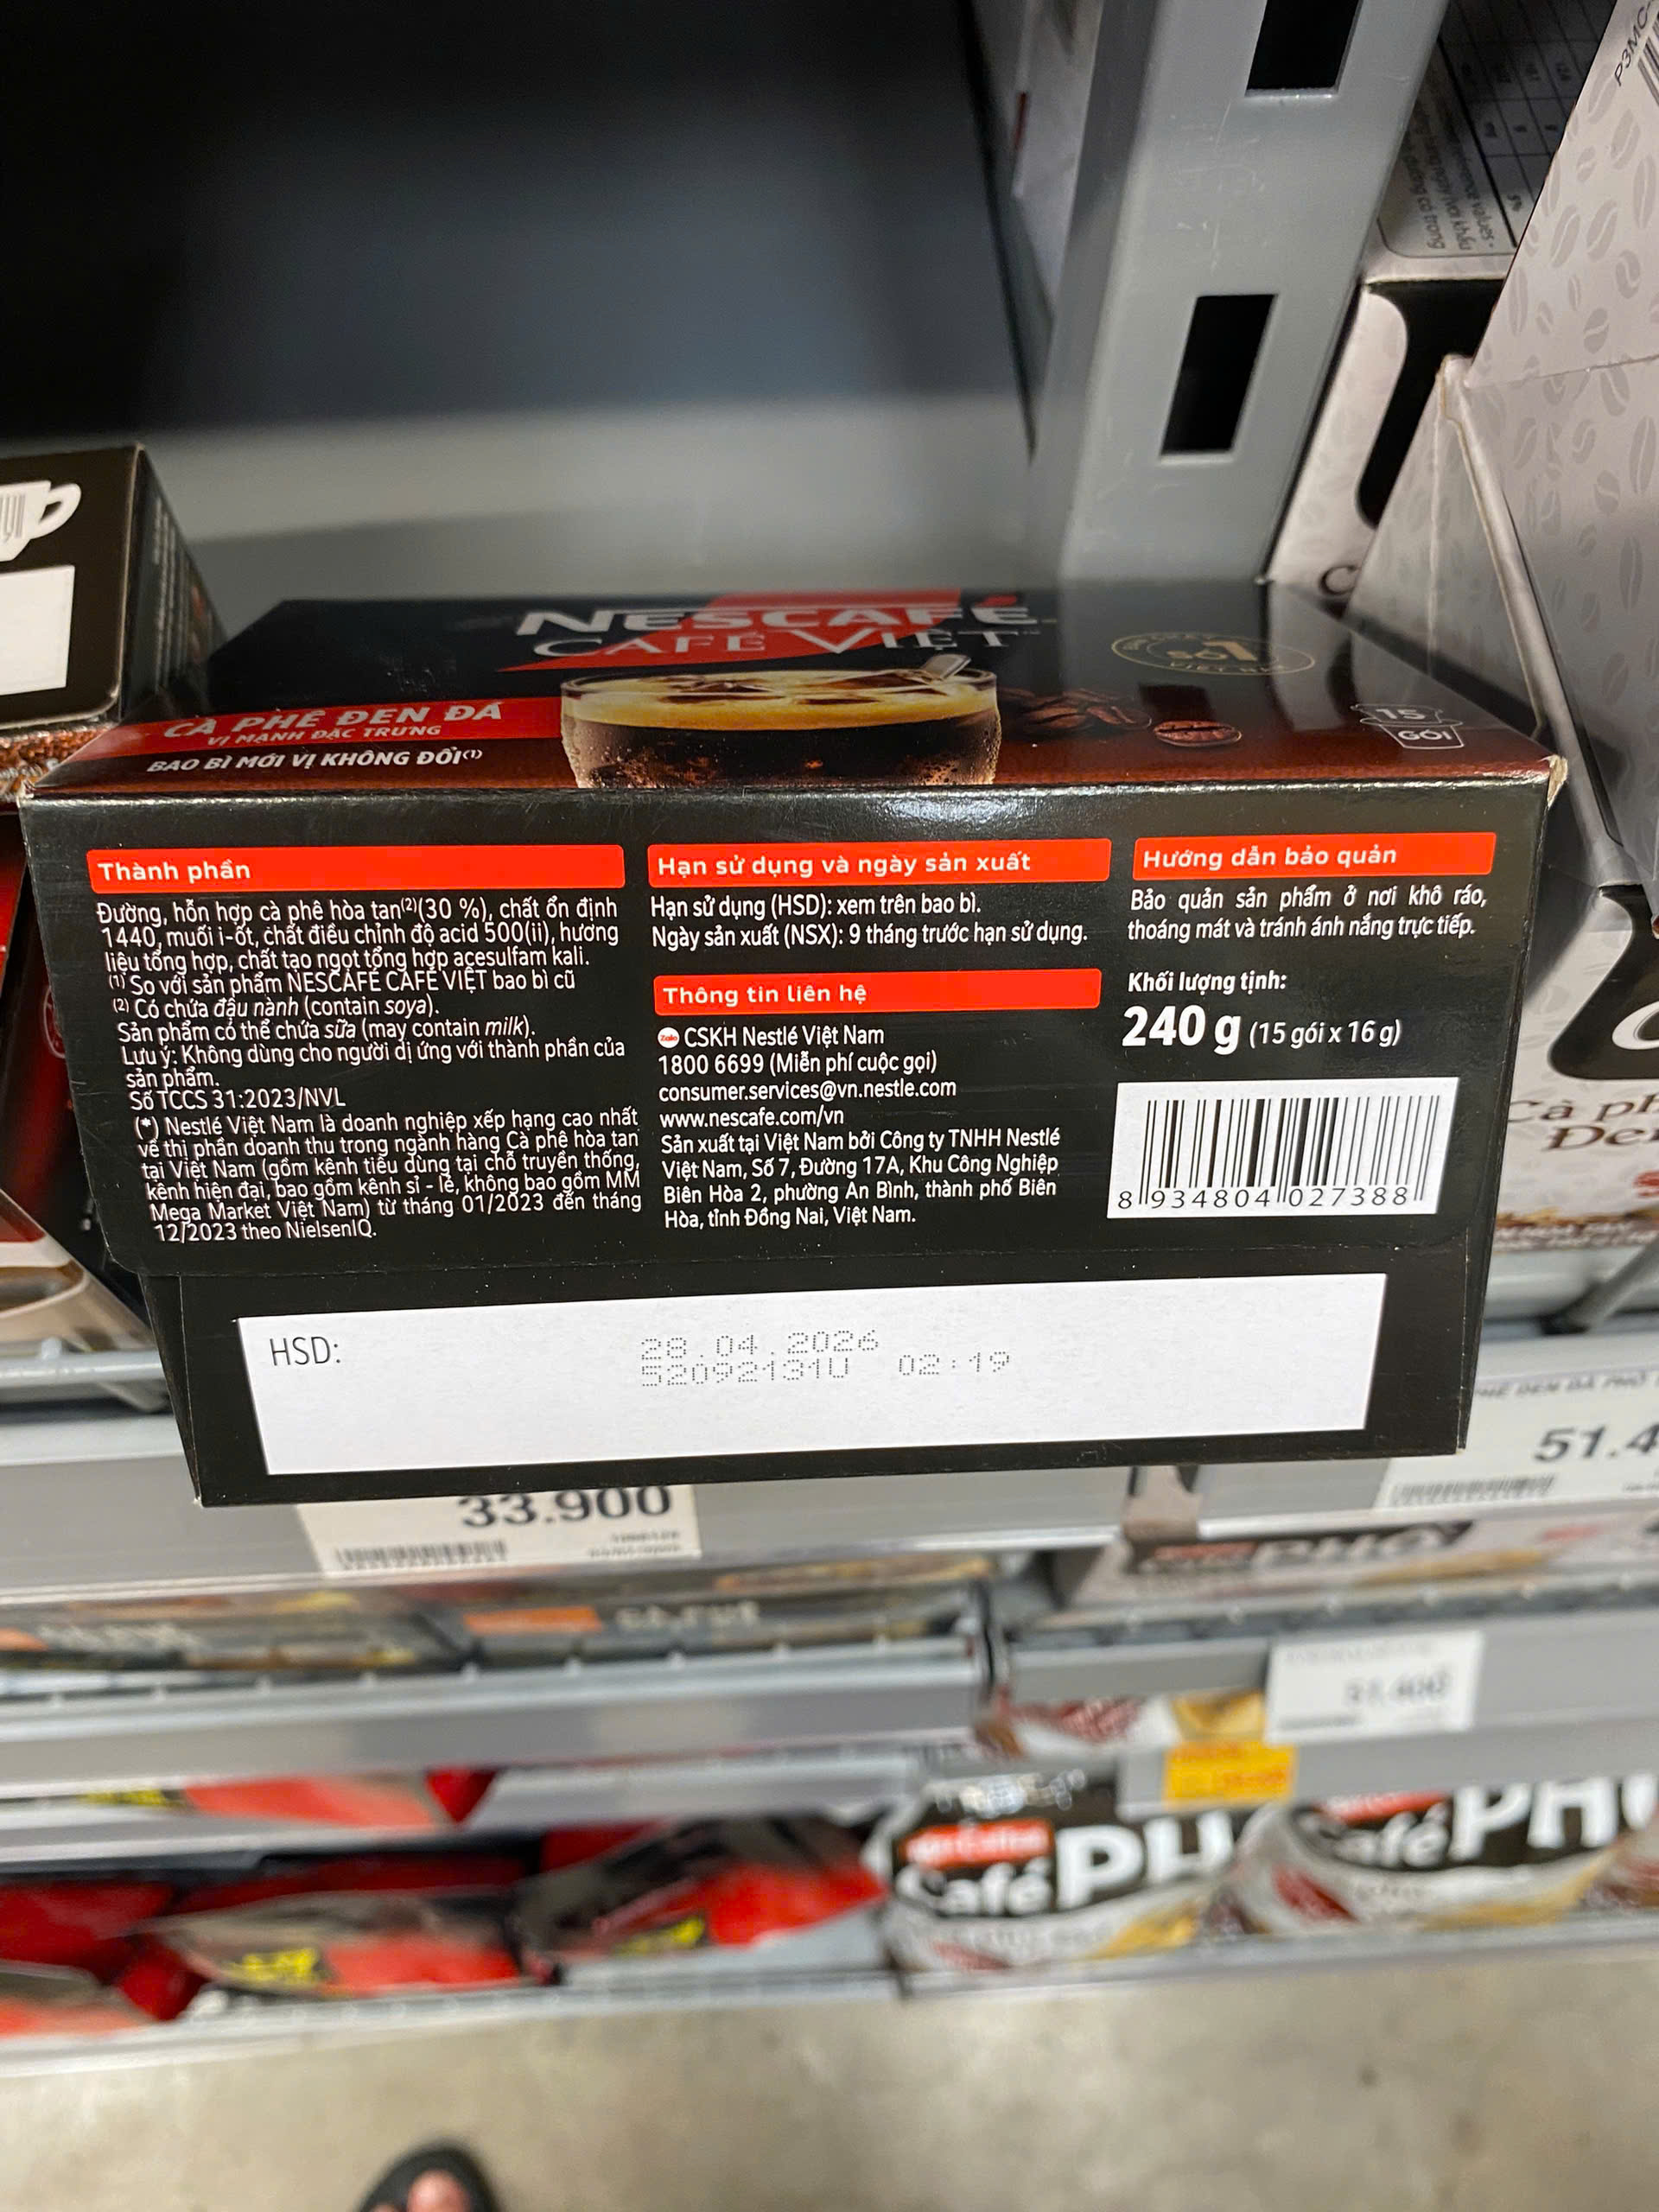 NESCAFÉ
CAFÉ VIỆT
CÀ PHÊ ĐEN ĐÁ
VỊ MẠNH ĐẶC TRƯNG
BAO BÌ MỚI VỊ KHÔNG ĐỔI(1)
SỐ 1
15
GÓI
Thành phần
Đường, hỗn hợp cà phê hòa tan(2)(30 %), chất ổn định
1440, muối i-ốt, chất điều chỉnh độ acid 500(ii), hương
liệu tổng hợp, chất tạo ngọt tổng hợp acesulfam kali.
(1) So với sản phẩm NESCAFÉ CAFÉ VIỆT bao bì cũ
(2) Có chứa đậu nành (contain soya).
Sản phẩm có thể chứa sữa (may contain milk).
Lưu ý: Không dùng cho người dị ứng với thành phần của
sản phẩm.
Số TCCS 31:2023/NVL
(*) Nestlé Việt Nam là doanh nghiệp xếp hạng cao nhất
về thị phần doanh thu trong ngành hàng Cà phê hòa tan
tại Việt Nam (gồm kênh tiêu dùng tại chỗ truyền thống,
kênh hiện đại, bao gồm kênh sỉ - lẻ, không bao gồm MM
Mega Market Việt Nam) từ tháng 01/2023 đến tháng
12/2023 theo NielsenIQ.
Hạn sử dụng và ngày sản xuất
Hạn sử dụng (HSD): xem trên bao bì.
Ngày sản xuất (NSX): 9 tháng trước hạn sử dụng.
Thông tin liên hệ
Zalo CSKH Nestlé Việt Nam
1800 6699 (Miễn phí cuộc gọi)
consumer.services@vn.nestle.com
www.nescafe.com/vn
Sản xuất tại Việt Nam bởi Công ty TNHH Nestlé
Việt Nam, Số 7, Đường 17A, Khu Công Nghiệp
Biên Hòa 2, phường An Bình, thành phố Biên
Hòa, tỉnh Đồng Nai, Việt Nam.
Hướng dẫn bảo quản
Bảo quản sản phẩm ở nơi khô ráo,
thoáng mát và tránh ánh nắng trực tiếp.
Khối lượng tịnh:
240 g (15 gói x 16 g)
8 934804 027388
HSD:
28.04.2026
52092131U 02:19
33.900
51.4
Café PH
Café PH